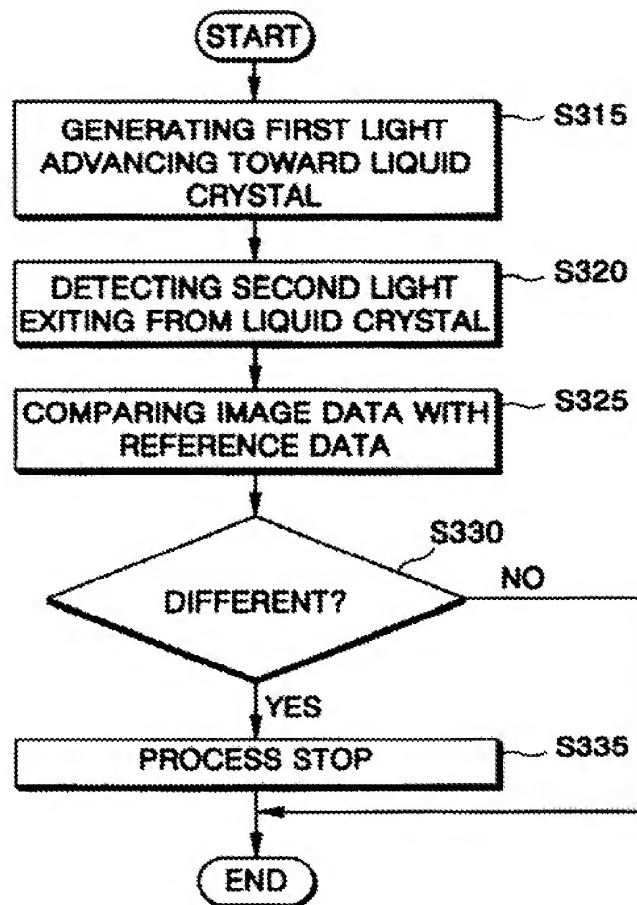 START
GENERATING FIRST LIGHT
ADVANCING TOWARD LIQUID
CRYSTAL
S315
DETECTING SECOND LIGHT
EXITING FROM LIQUID CRYSTAL
S320
COMPARING IMAGE DATA WITH
REFERENCE DATA
S325
S330
DIFFERENT?
NO
YES
PROCESS STOP
S335
END